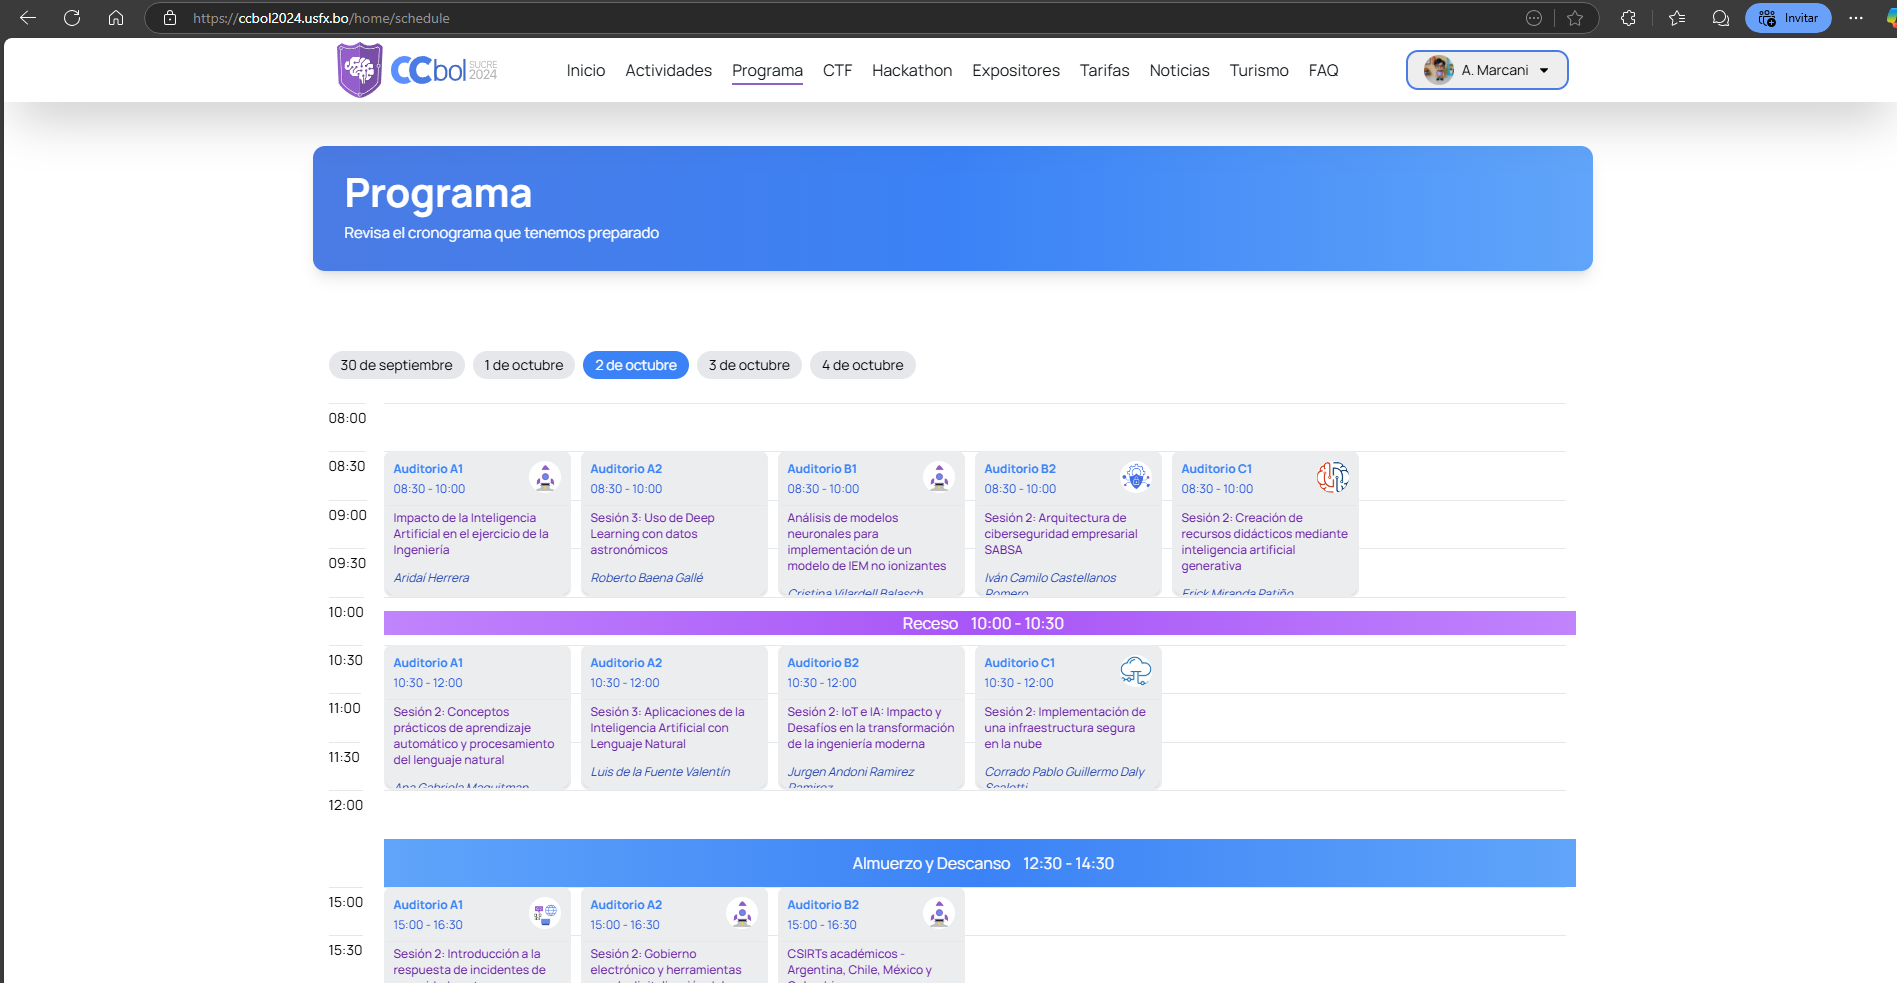 https://ccbol2024.usfx.bo/home/schedule
Invitar
CCbol SUCRE 2024
Inicio Actividades Programa CTF Hackathon Expositores Tarifas Noticias Turismo FAQ
A. Marcani
Programa
Revisa el cronograma que tenemos preparado
30 de septiembre 1 de octubre 2 de octubre 3 de octubre 4 de octubre
08:00
08:30
09:00
09:30
Auditorio A1
08:30 - 10:00
Impacto de la Inteligencia
Artificial en el ejercicio de la
Ingeniería
Aridaí Herrera
Auditorio A2
08:30 - 10:00
Sesión 3: Uso de Deep
Learning con datos
astronómicos
Roberto Baena Gallé
Auditorio B1
08:30 - 10:00
Análisis de modelos
neuronales para
implementación de un
modelo de IEM no ionizantes
Cristina Vilardell Balasch
Auditorio B2
08:30 - 10:00
Sesión 2: Arquitectura de
ciberseguridad empresarial
SABSA
Iván Camilo Castellanos
Romero
Auditorio C1
08:30 - 10:00
Sesión 2: Creación de
recursos didácticos mediante
inteligencia artificial
generativa
Erick Miranda Patiño
10:00
Receso 10:00 - 10:30
10:30
11:00
11:30
Auditorio A1
10:30 - 12:00
Sesión 2: Conceptos
prácticos de aprendizaje
automático y procesamiento
del lenguaje natural
Ana Gabriela Maguitman
Auditorio A2
10:30 - 12:00
Sesión 3: Aplicaciones de la
Inteligencia Artificial con
Lenguaje Natural
Luis de la Fuente Valentín
Auditorio B2
10:30 - 12:00
Sesión 2: IoT e IA: Impacto y
Desafíos en la transformación
de la ingeniería moderna
Jurgen Andoni Ramirez
Ramirez
Auditorio C1
10:30 - 12:00
Sesión 2: Implementación de
una infraestructura segura
en la nube
Corrado Pablo Guillermo Daly
Scaletti
12:00
Almuerzo y Descanso 12:30 - 14:30
15:00
15:30
Auditorio A1
15:00 - 16:30
Sesión 2: Introducción a la
respuesta de incidentes de
Auditorio A2
15:00 - 16:30
Sesión 2: Gobierno
electrónico y herramientas
Auditorio B2
15:00 - 16:30
CSIRTs académicos -
Argentina, Chile, México y